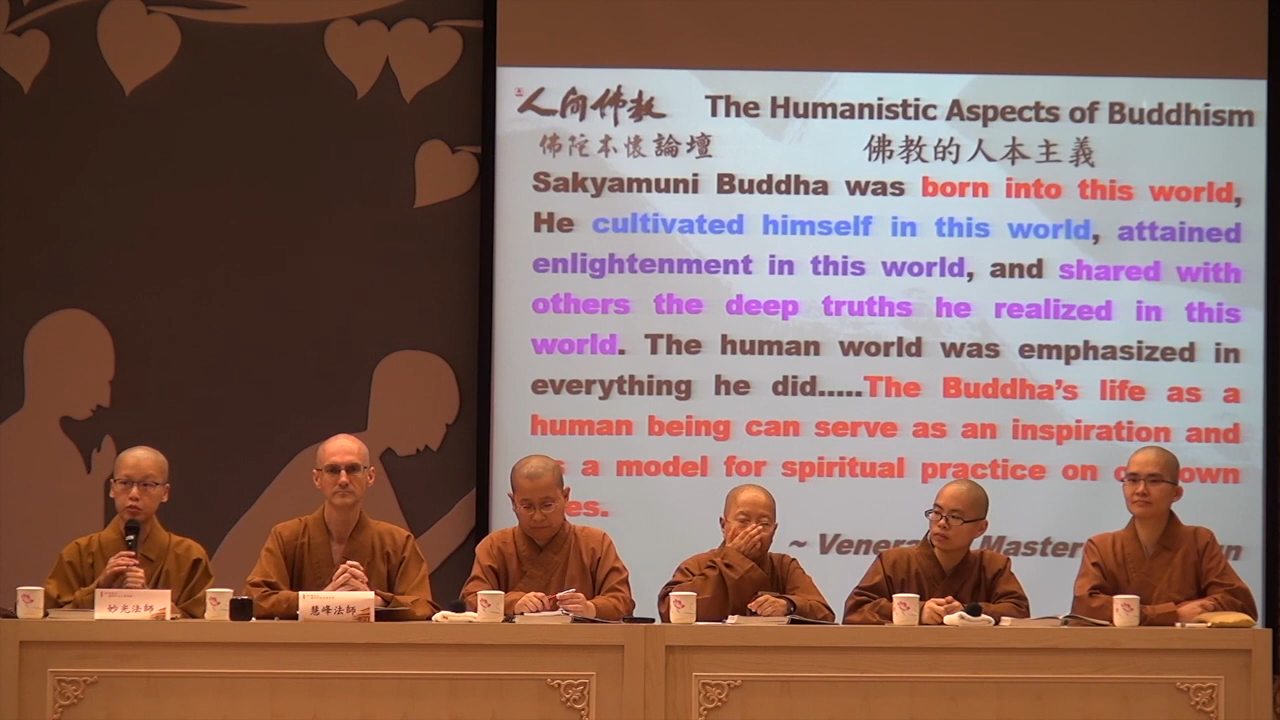 人间佛教 The Humanistic Aspects of Buddhism
佛陀本懷論壇 佛教的人本主義
Sakyamuni Buddha was born into this world,
He cultivated himself in this world, attained
enlightenment in this world, and shared with
others the deep truths he realized in this
world. The human world was emphasized in
everything he did.....The Buddha's life as a
human being can serve as an inspiration and
a model for spiritual practice on own
~ Master
妙光法師
慧峰法師